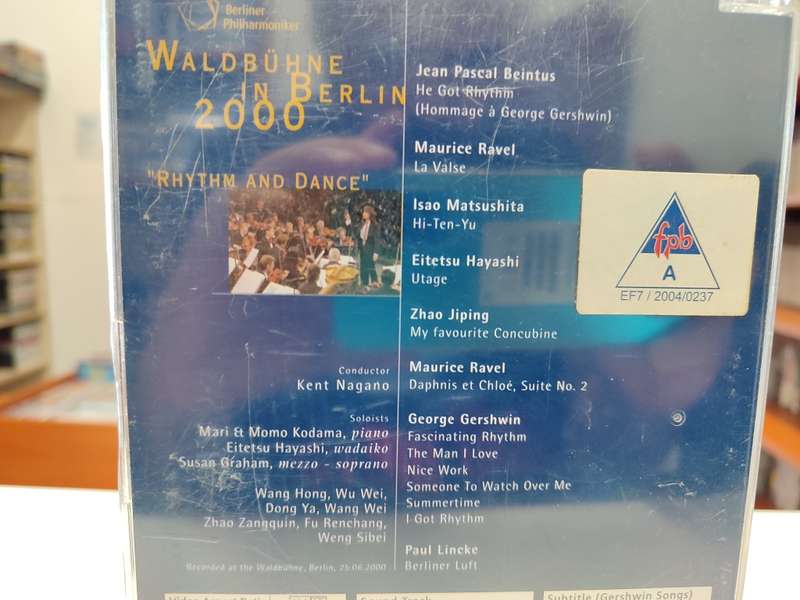 Berliner
Philharmoniker
WALDBÜHNE
IN BERLIN
2000
"RHYTHM AND DANCE"
Conductor
Kent Nagano
Soloists
Mari & Momo Kodama, piano
Eitetsu Hayashi, wadaiko
Susan Graham, mezzo - soprano
Wang Hong, Wu Wei,
Dong Ya, Wang Wei
Zhao Zangquin, Fu Renchang,
Weng Sibei
Recorded at the Waldbühne, Berlin, 25.06.2000
Jean Pascal Beintus
He Got Rhythm
(Hommage à George Gershwin)
Maurice Ravel
La Valse
Isao Matsushita
Hi-Ten-Yu
Eitetsu Hayashi
Utage
Zhao Jiping
My favourite Concubine
Maurice Ravel
Daphnis et Chloé, Suite No. 2
George Gershwin
Fascinating Rhythm
The Man I Love
Nice Work
Someone To Watch Over Me
Summertime
I Got Rhythm
Paul Lincke
Berliner Luft
fpb
A
EF7 / 2004/0237
Sound Track
Subtitle (Gershwin Songs)